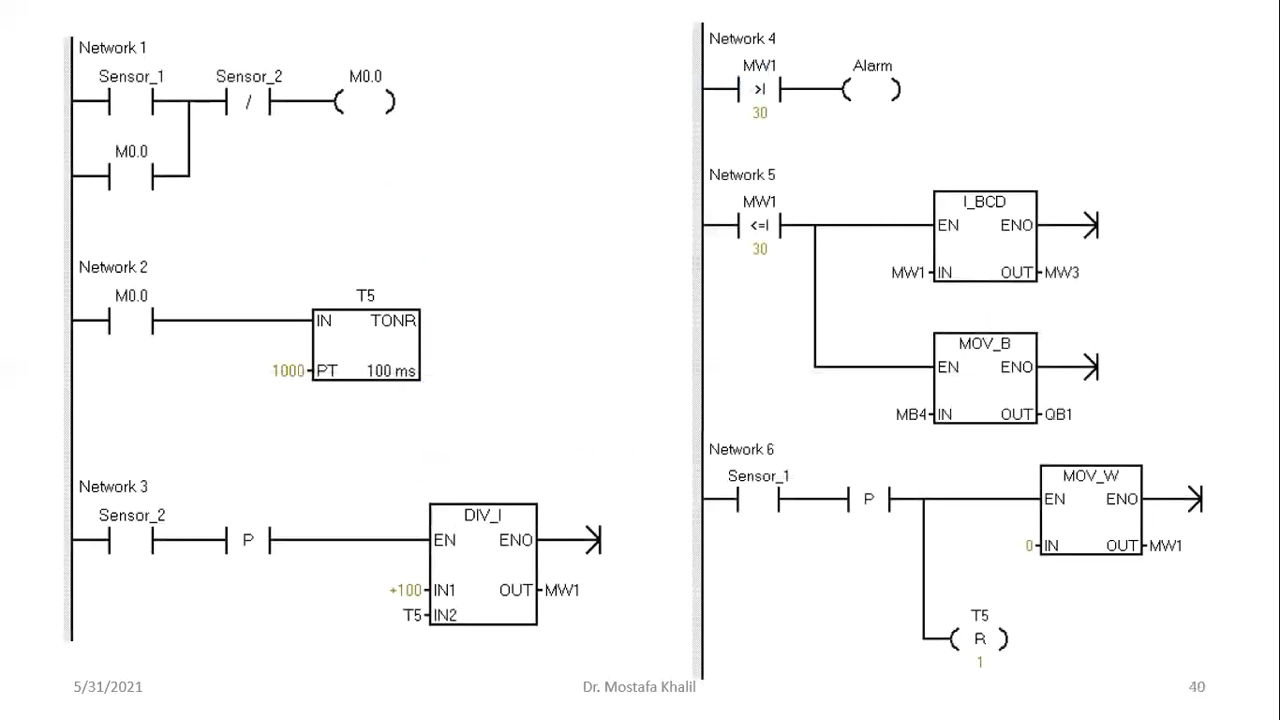 Network 1
Sensor_1 Sensor_2 M0.0
/
M0.0
Network 2
M0.0 T5
IN TONR
1000 PT 100 ms
Network 3
Sensor_2
P
DIV_I
EN ENO
+100 IN1 OUT MW1
T5 IN2
Network 4
MW1 Alarm
>I
30
Network 5
MW1
<=I
30
I_BCD
EN ENO
MW1 IN OUT MW3
MOV_B
EN ENO
MB4 IN OUT QB1
Network 6
Sensor_1
P
MOV_W
EN ENO
0 IN OUT MW1
T5
R
1
5/31/2021 Dr. Mostafa Khalil 40